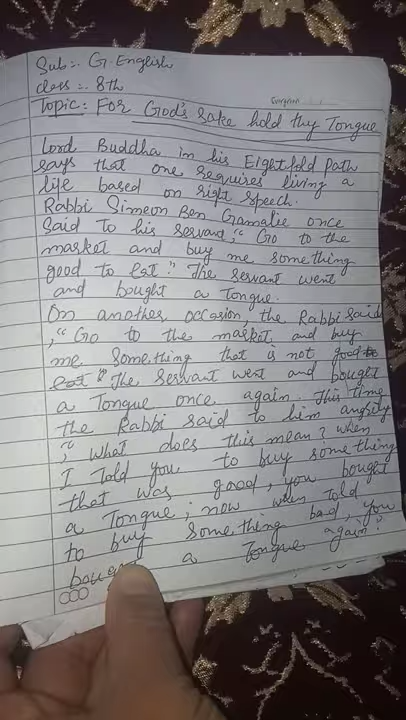 Sub:- G. English
class :- 8th
Topic: For God's sake hold thy Tongue
Lord Buddha in his Eightfold Path
says that one requires living a
life based on right speech.
Rabbi Simeon Ben Gamalie once
said to his servant, "Go to the
market and buy me something
good to eat." The servant went
and bought a Tongue.
On another occasion, the Rabbi said
, "Go to the market and buy
me something that is not good to
eat" The servant went and bought
a Tongue once again. This time
the Rabbi said to him angrily
, "What does this mean? when
I told you to buy something
that was good, you bought
a Tongue; now when told
to buy something bad, you
a Tongue again".